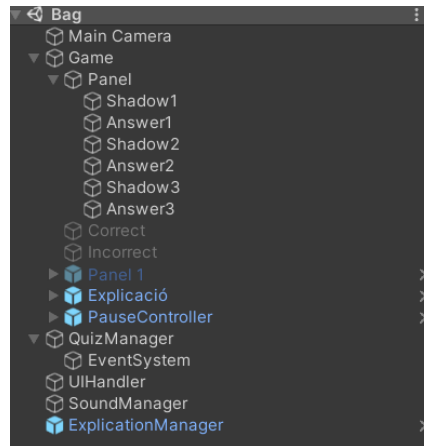 Bag
Main Camera
Game
Panel
Shadow1
Answer1
Shadow2
Answer2
Shadow3
Answer3
Correct
Incorrect
Panel 1
Explicació
PauseController
QuizManager
EventSystem
UIHandler
SoundManager
ExplicationManager